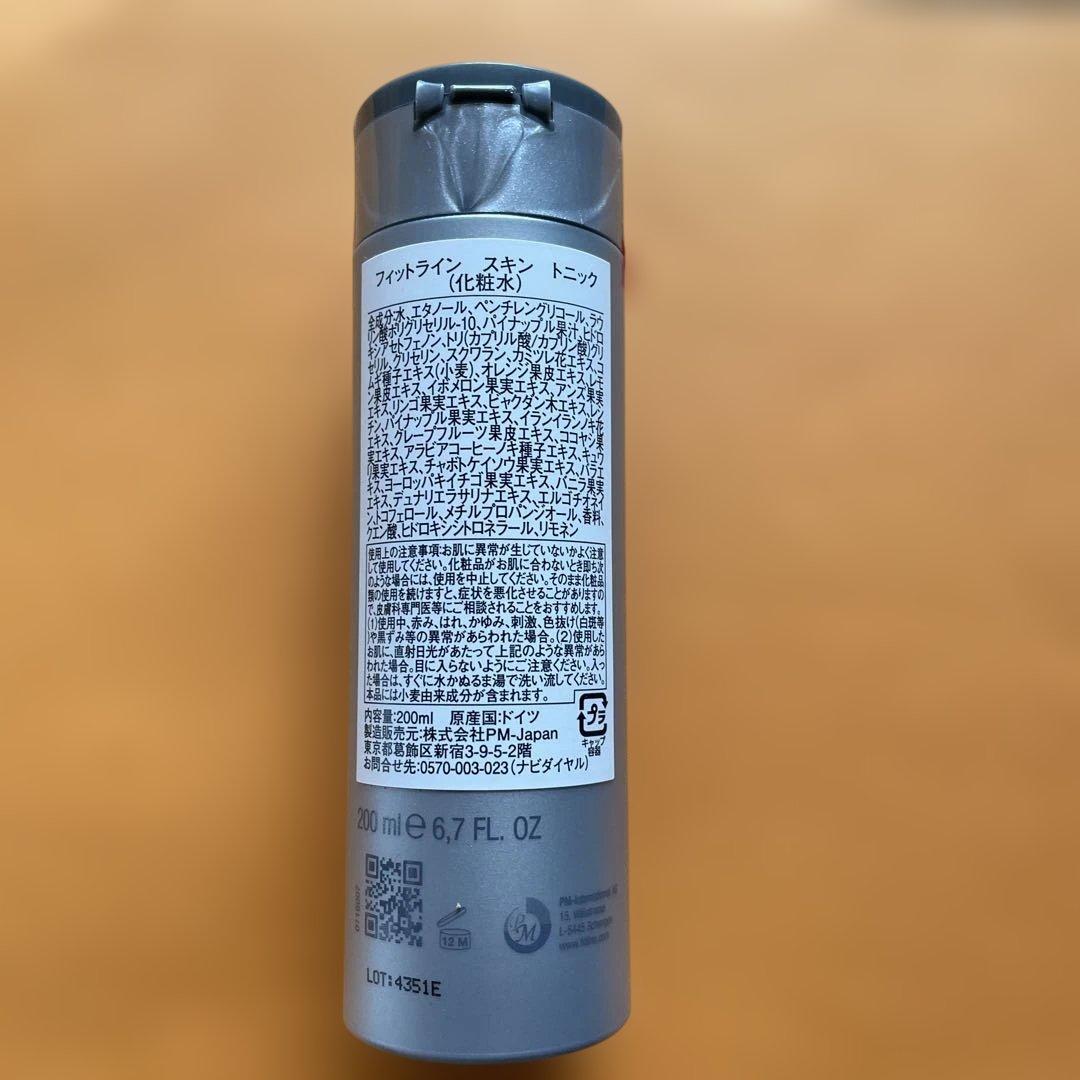 フィットライン　スキン　トニック
(化粧水)
全成分:水、エタノール、ペンチレングリコール、ラウ
リン酸ポリグリセリル-10、パイナップル果汁、ヒドロ
キシアセトフェノン、トリ(カプリル酸/カプリン酸)グリ
セリル、グリセリン、スクワラン、カミツレ花エキス、コ
ムギ種子エキス(小麦)、オレンジ果皮エキス、レモ
ン果皮エキス、イポメロン果実エキス、アンズ果実
エキス、リンゴ果実エキス、ビャクダン木エキス、レシ
チン、パイナップル果実エキス、イランイランノキ花
エキス、グレープフルーツ果皮エキス、ココヤシ果
実エキス、アラビアコーヒーノキ種子エキス、キュウ
リ果実エキス、チャボトケイソウ果実エキス、バラエ
キス、ヨーロッパキイチゴ果実エキス、バニラ果実
エキス、デュナリエラサリナエキス、エルゴチオネイ
ン、トコフェロール、メチルプロパンジオール、香料、
クエン酸、ヒドロキシシトロネラール、リモネン
使用上の注意事項:お肌に異常が生じていないかよく注意
して使用してください。化粧品がお肌に合わないとき即ち次
のような場合には、使用を中止してください。そのまま化粧品
類の使用を続けますと、症状を悪化させることがありますの
で、皮膚科専門医等にご相談されることをおすすめします。
(1)使用中、赤み、はれ、かゆみ、刺激、色抜け(白斑等)
や黒ずみ等の異常があらわれた場合。(2)使用した
お肌に、直射日光があたって上記のような異常があら
われた場合。目に入らないようにご注意ください。入っ
た場合は、すぐに水かぬるま湯で洗い流してください。
本品には小麦由来成分が含まれます。
内容量:200ml　原産国:ドイツ
製造販売元:株式会社PM-Japan
東京都葛飾区新宿3-9-5-2階
お問合せ先:0570-003-023(ナビダイヤル)
プラ
キャップ
容器
200 ml e 6,7 FL. OZ
0716007
12 M
PM
PM-International AG
15,
L-5445 Schengen
www.fitline.com
LOT:4351E